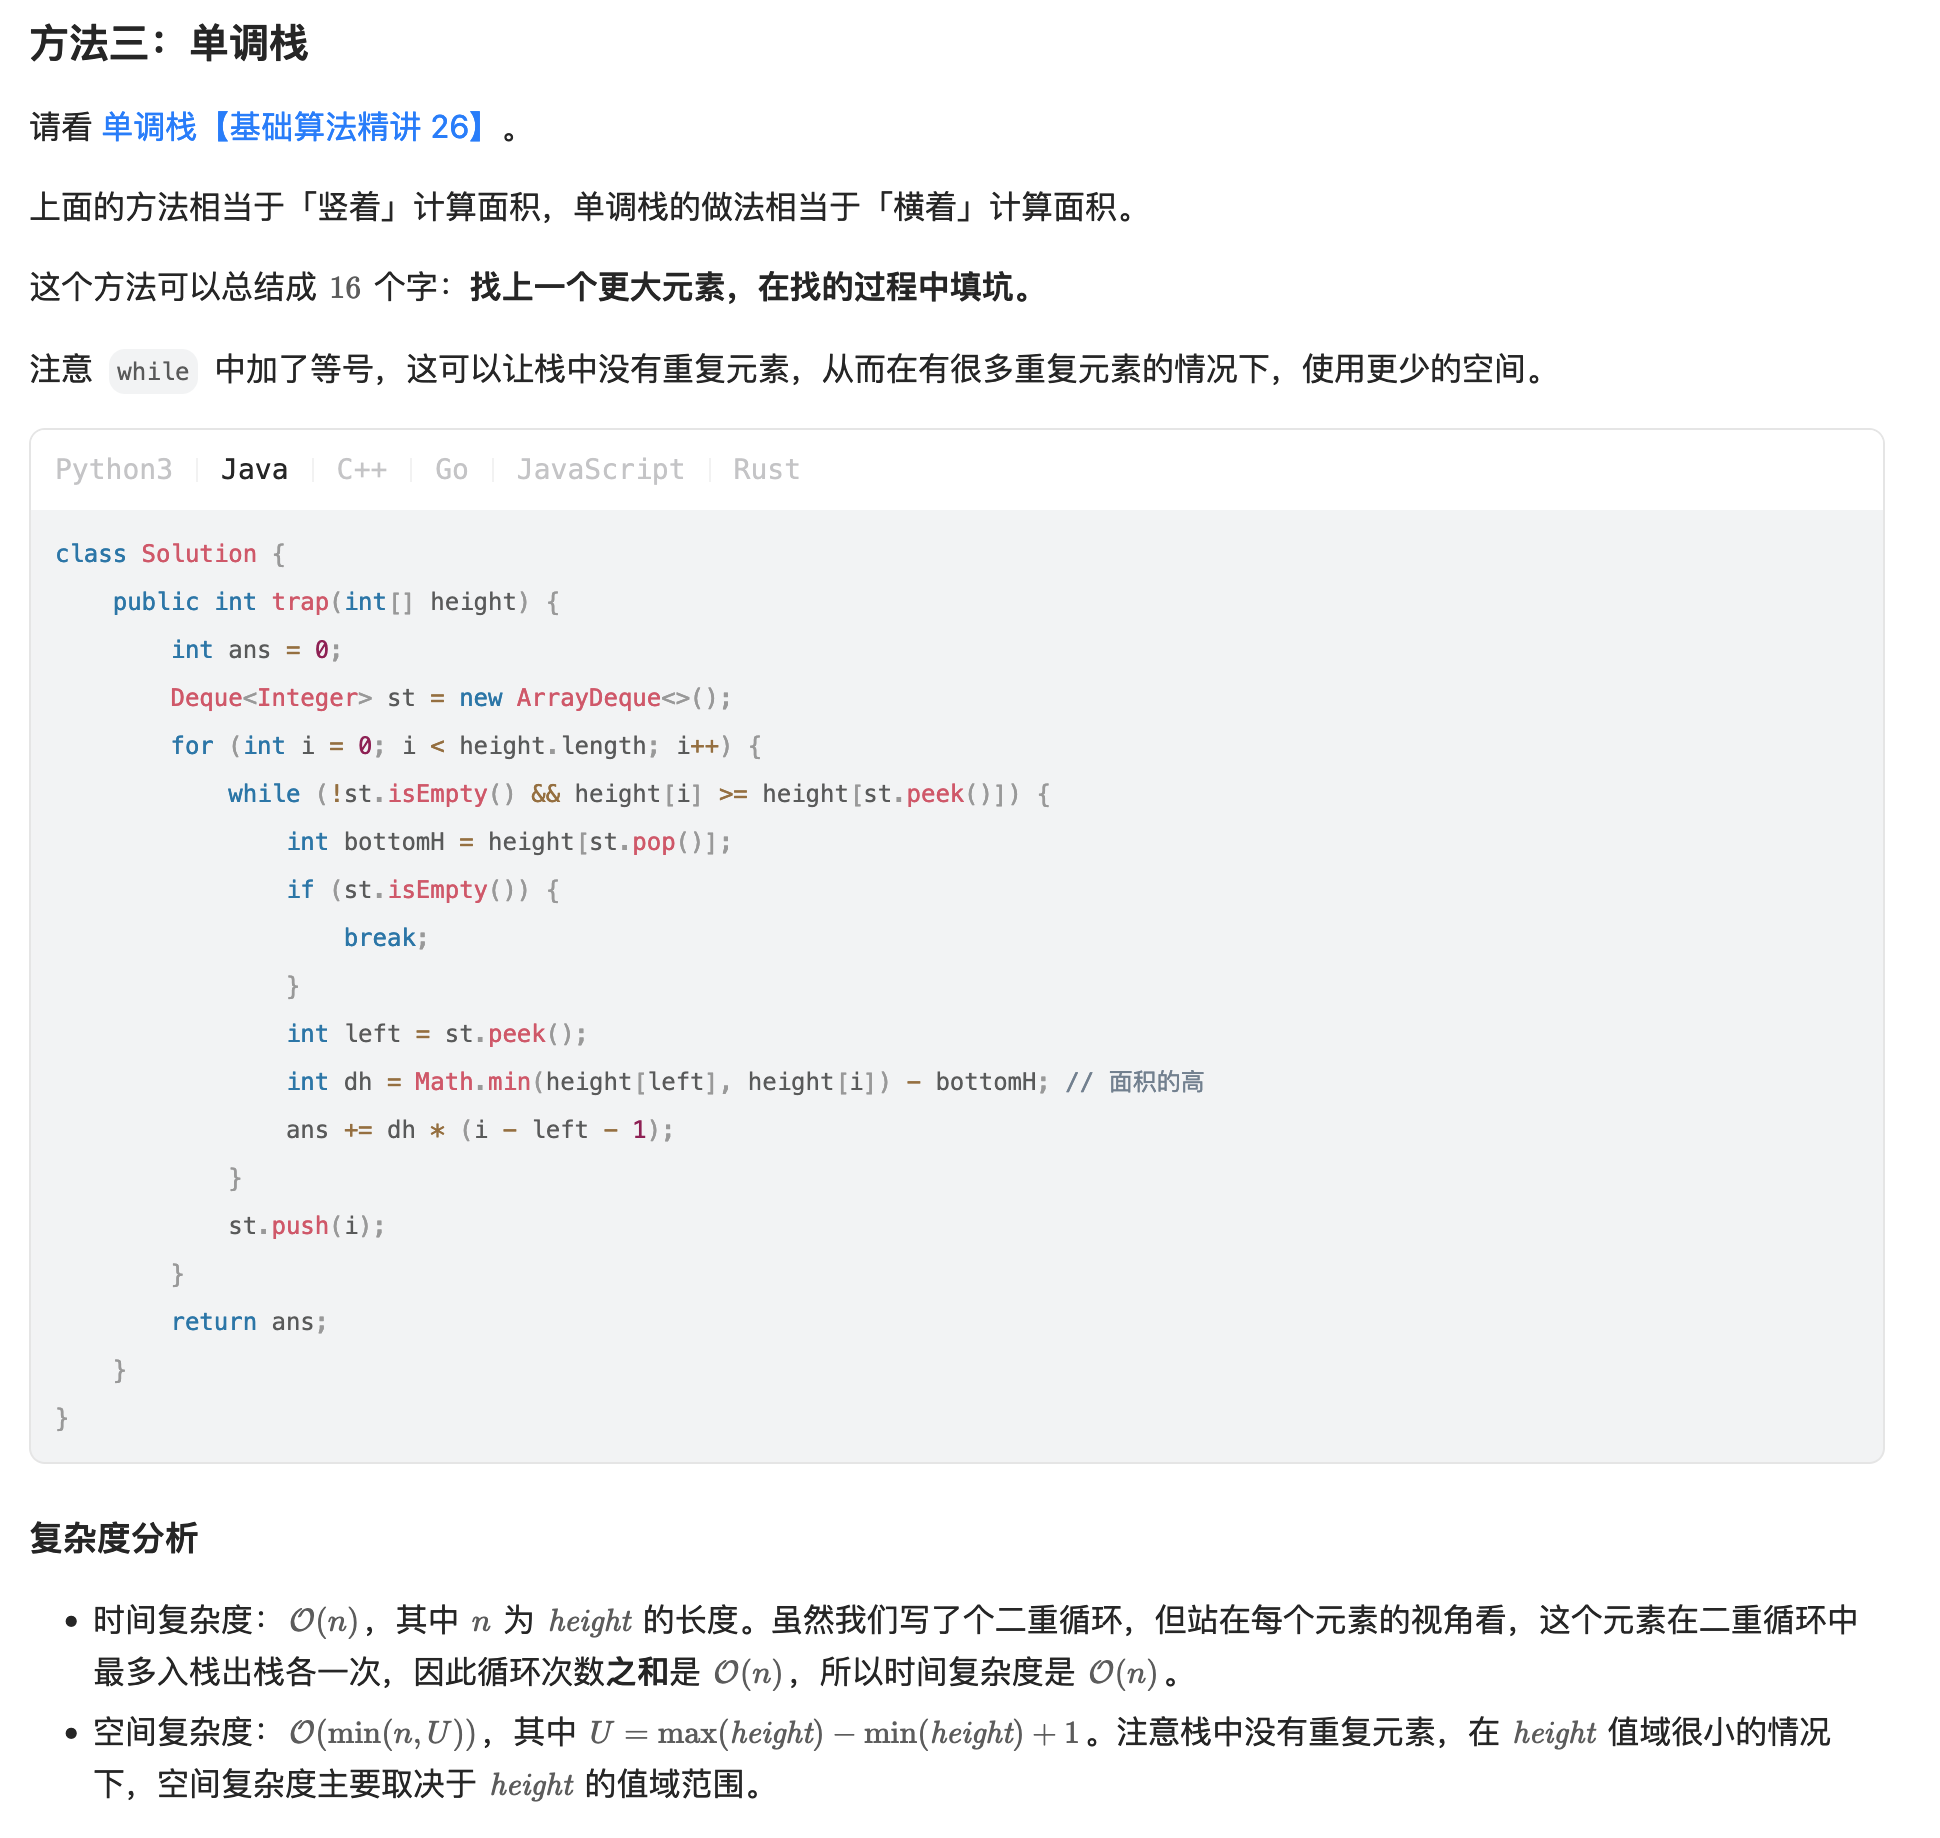 方法三：单调栈
请看 单调栈【基础算法精讲 26】 。
上面的方法相当于「竖着」计算面积，单调栈的做法相当于「横着」计算面积。
这个方法可以总结成 16 个字：找上一个更大元素，在找的过程中填坑。
注意 while 中加了等号，这可以让栈中没有重复元素，从而在有很多重复元素的情况下，使用更少的空间。
Python3 | Java | C++ | Go | JavaScript | Rust
class Solution {
    public int trap(int[] height) {
        int ans = 0;
        Deque<Integer> st = new ArrayDeque<>();
        for (int i = 0; i < height.length; i++) {
            while (!st.isEmpty() && height[i] >= height[st.peek()]) {
                int bottomH = height[st.pop()];
                if (st.isEmpty()) {
                    break;
                }
                int left = st.peek();
                int dh = Math.min(height[left], height[i]) - bottomH; // 面积的高
                ans += dh * (i - left - 1);
            }
            st.push(i);
        }
        return ans;
    }
}
复杂度分析
• 时间复杂度：O(n)，其中 n 为 height 的长度。虽然我们写了个二重循环，但站在每个元素的视角看，这个元素在二重循环中
最多入栈出栈各一次，因此循环次数之和是 O(n)，所以时间复杂度是 O(n)。
• 空间复杂度：O(min(n, U))，其中 U = max(height) − min(height) + 1。注意栈中没有重复元素，在 height 值域很小的情况
下，空间复杂度主要取决于 height 的值域范围。